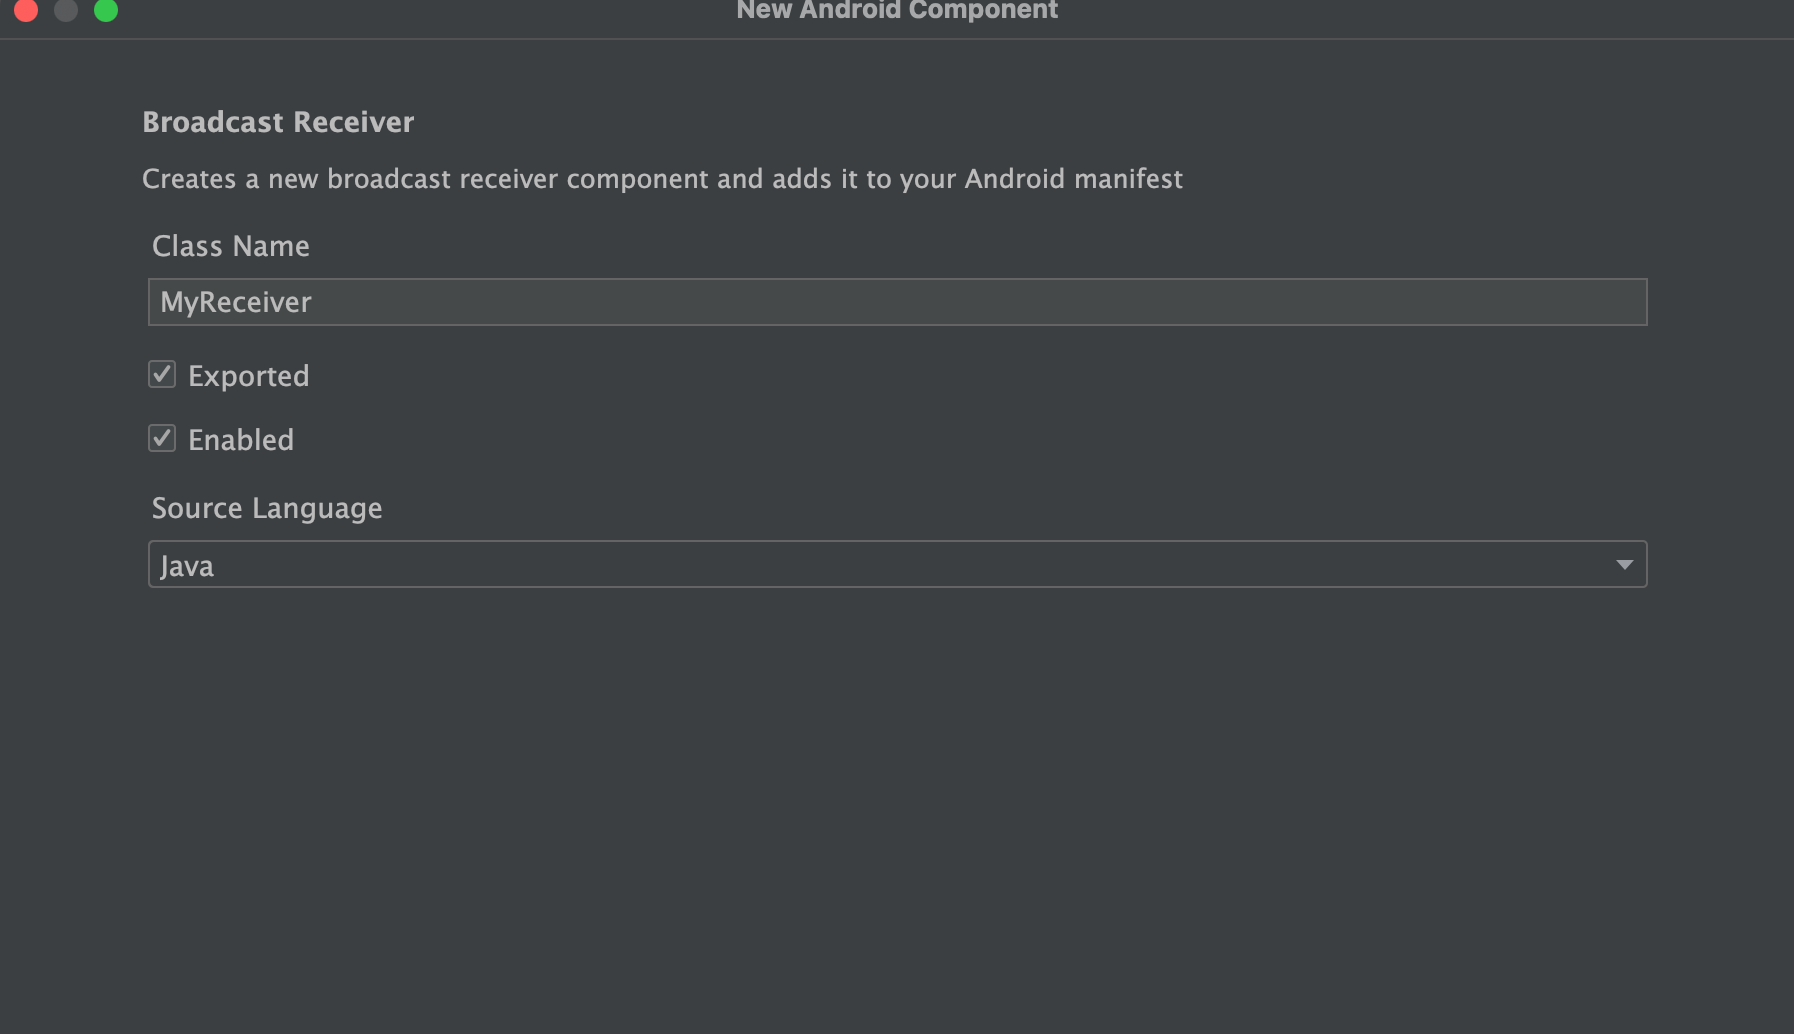 New Android Component
Broadcast Receiver
Creates a new broadcast receiver component and adds it to your Android manifest
Class Name
MyReceiver
Exported
Enabled
Source Language
Java